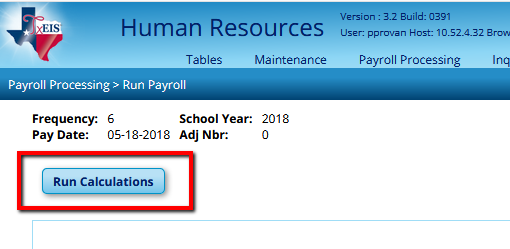 TxEIS
Human Resources
Version : 3.2 Build: 0391
User: pprovan Host: 10.52.4.32 Brow
Tables Maintenance Payroll Processing Inq
Payroll Processing > Run Payroll
Frequency: 6 School Year: 2018
Pay Date: 05-18-2018 Adj Nbr: 0
Run Calculations